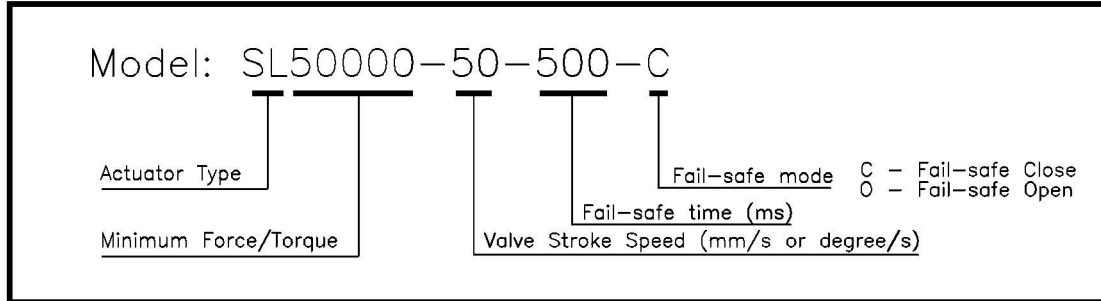 Model: SL50000-50-500-C
Actuator Type
Fail-safe mode
C - Fail-safe Close
O - Fail-safe Open
Fail-safe time (ms)
Minimum Force/Torque
Valve Stroke Speed (mm/s or degree/s)